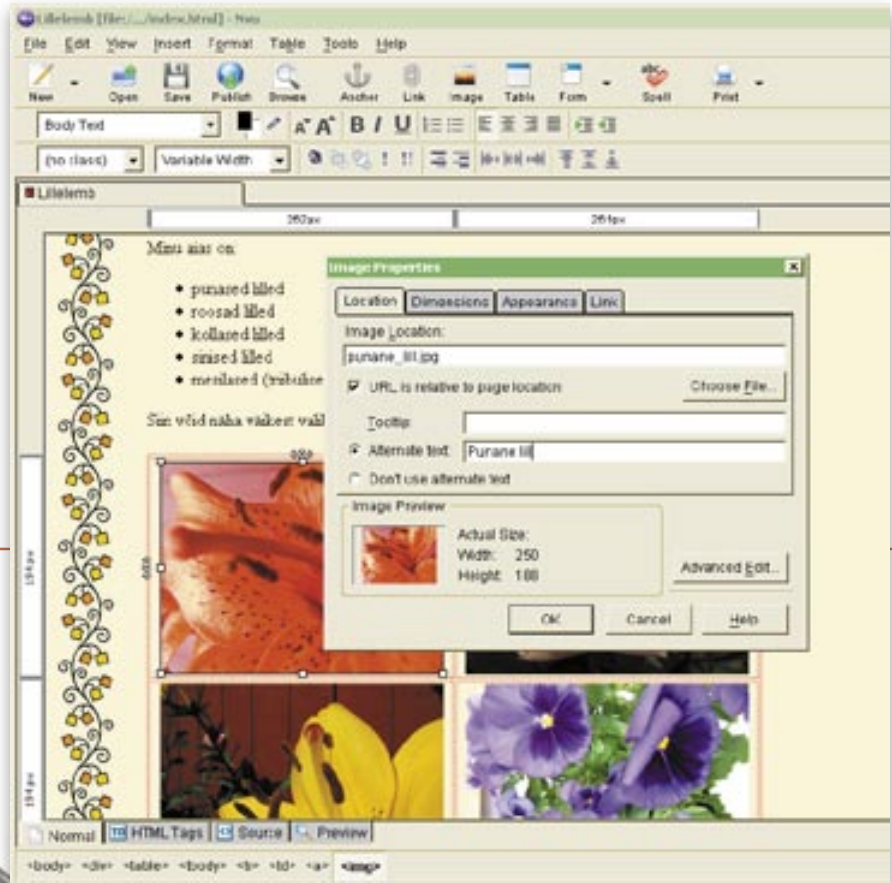 Lillelemb [file:/.../index.html] - Nvu
File Edit View Insert Format Table Tools Help
New Open Save Publish Browse Anchor Link Image Table Form Spell Print
Body Text
(no class) Variable Width
Lillelemb
262px 261px
Minu aias on
punased lilled
roosad lilled
kollased lilled
sinised lilled
Siin võid näha väikest
194px
194px
Image Properties
Location Dimensions Appearance Link
Image Location:
punane_lill.jpg
URL is relative to page location
Choose File...
Tooltip:
Alternate text: Punane lill
Don't use alternate text
Image Preview
Actual Size:
Width: 250
Height: 188
Advanced Edit...
OK Cancel Help
Normal HTML Tags Source Preview
<body> <div> <table> <tbody> <tr> <td> <a> <img>